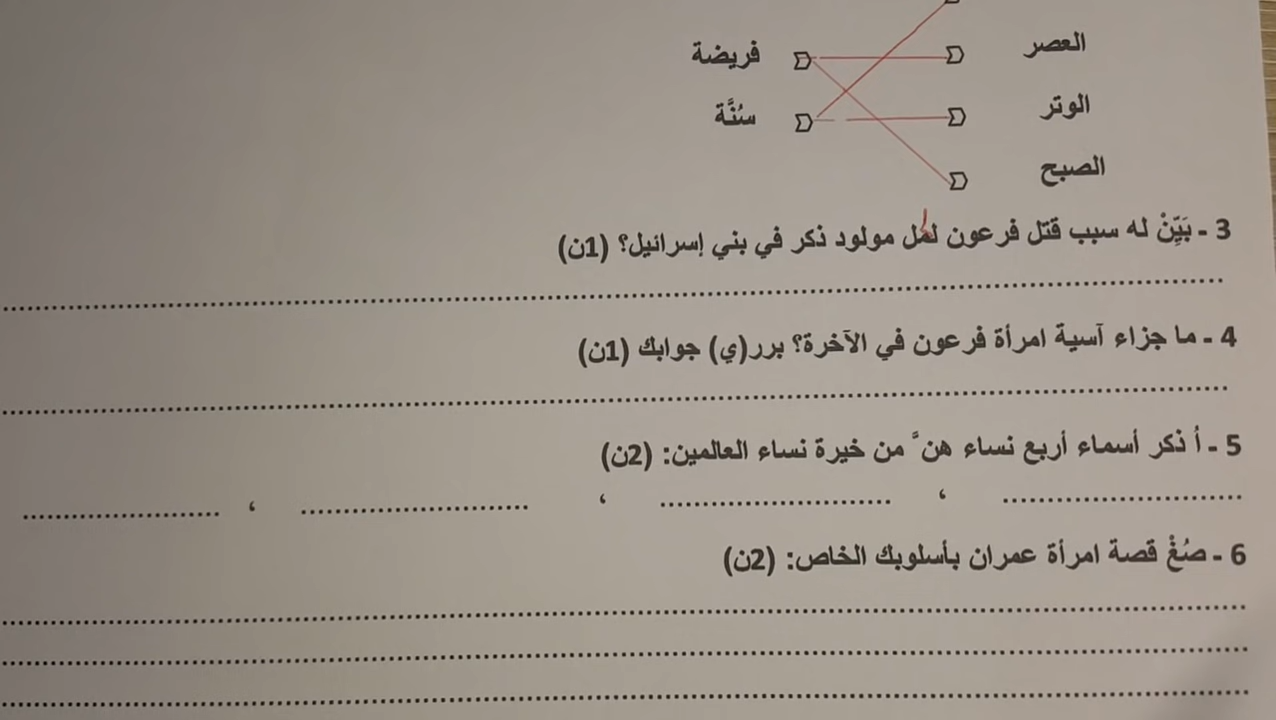 العصر فريضة
الوتر سُنَّة
الصبح
3 - بَيِّنْ له سبب قتل فرعون لكل مولود ذكر في بني إسرائيل؟ (1ن)
4 - ما جزاء آسية امرأة فرعون في الآخرة؟ برر(ي) جوابك (1ن)
5 - أ ذكر أسماء أربع نساء هنَّ من خيرة نساء العالمين: (2ن)
........................ ، ........................ ، ........................ ، ........................
6 - صُغْ قصة امرأة عمران بأسلوبك الخاص: (2ن)